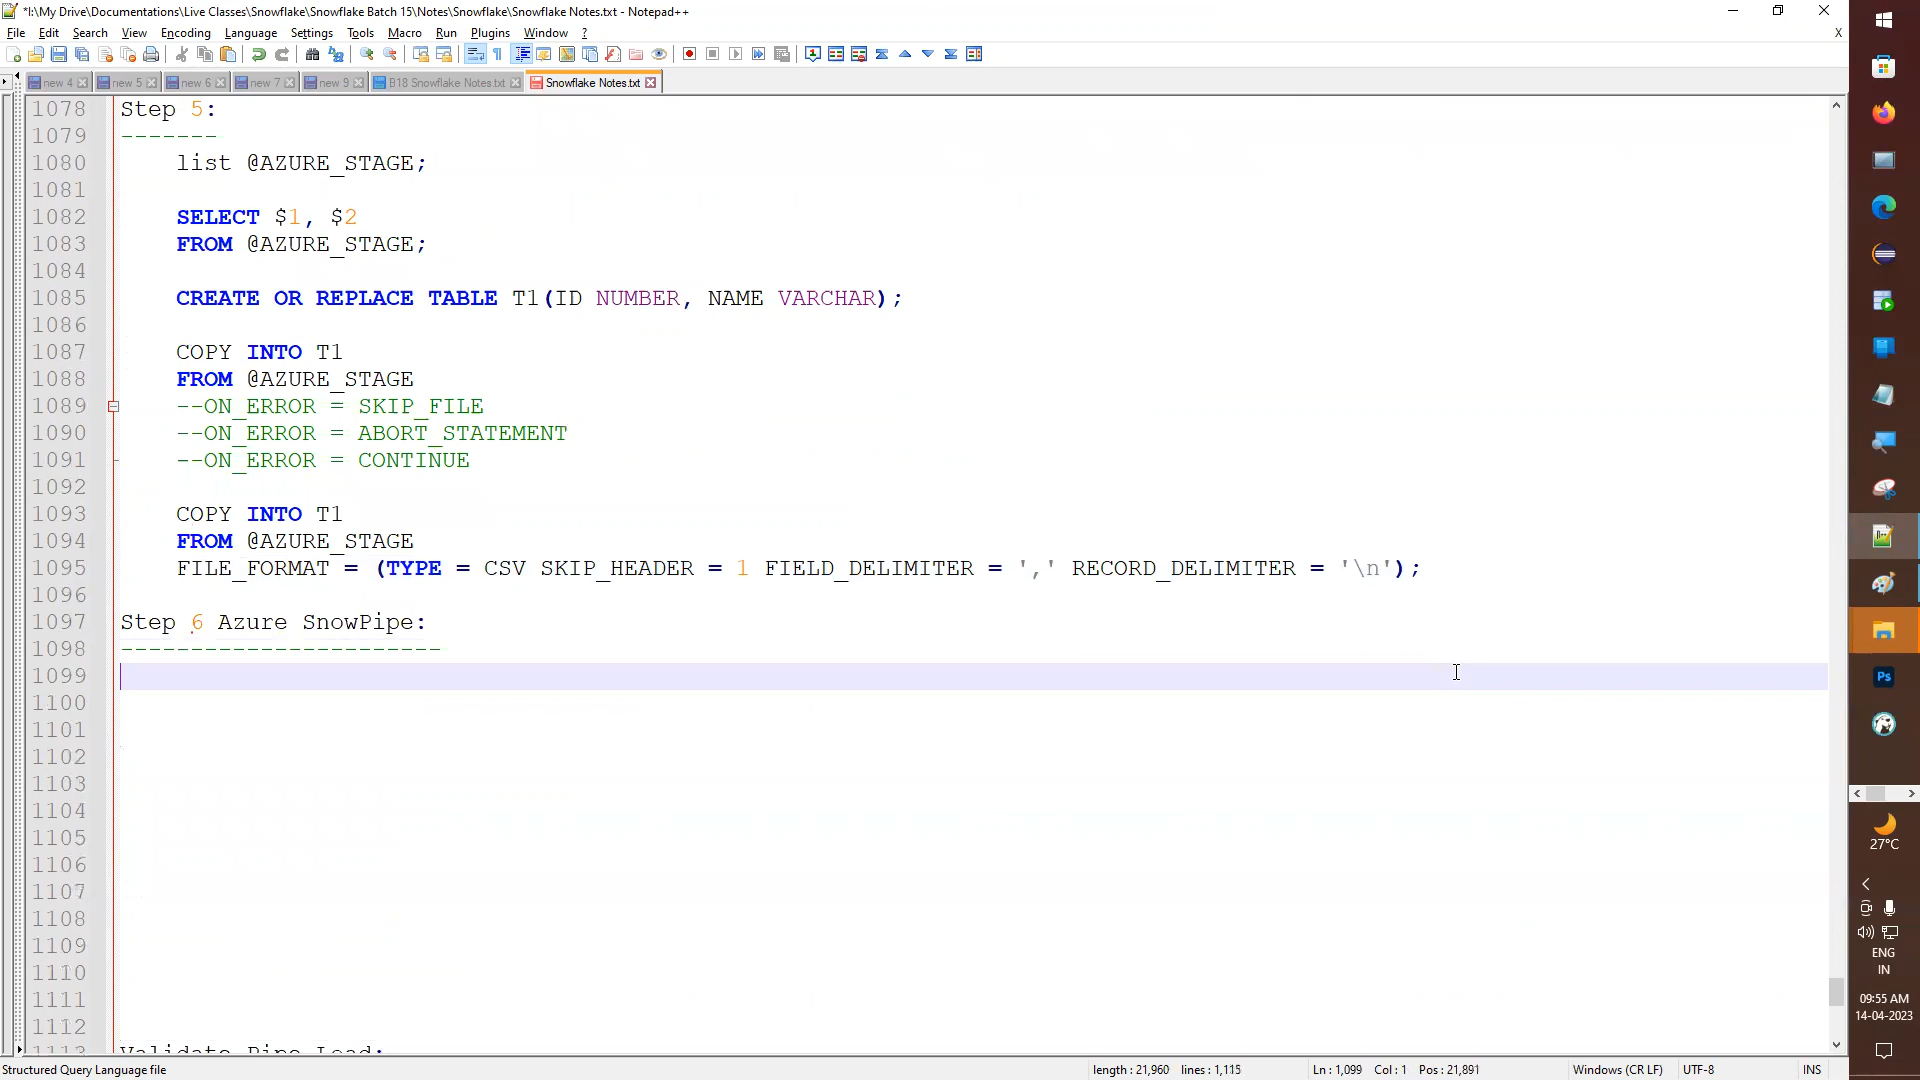 *I:\My Drive\Documentations\Live Classes\Snowflake\Snowflake Batch 15\Notes\Snowflake\Snowflake Notes.txt - Notepad++
File Edit Search View Encoding Language Settings Tools Macro Run Plugins Window ? X
new 4 new 5 new 6 new 7 new 9 B18 Snowflake Notes.txt Snowflake Notes.txt
1078 Step 5:
1079 -------
1080 list @AZURE_STAGE;
1081
1082 SELECT $1, $2
1083 FROM @AZURE_STAGE;
1084
1085 CREATE OR REPLACE TABLE T1(ID NUMBER, NAME VARCHAR);
1086
1087 COPY INTO T1
1088 FROM @AZURE_STAGE
1089 --ON_ERROR = SKIP_FILE
1090 --ON_ERROR = ABORT_STATEMENT
1091 --ON_ERROR = CONTINUE
1092
1093 COPY INTO T1
1094 FROM @AZURE_STAGE
1095 FILE_FORMAT = (TYPE = CSV SKIP_HEADER = 1 FIELD_DELIMITER = ',' RECORD_DELIMITER = '\n');
1096
1097 Step 6 Azure SnowPipe:
1098 -----------------------
1099
1100
1101
1102
1103
1104
1105
1106
1107
1108
1109
1110
1111
1112
1113 Validate Pipe Load:
Structured Query Language file length : 21,960 lines : 1,115 Ln : 1,099 Col : 1 Pos : 21,891 Windows (CR LF) UTF-8 INS
Ps
27°C
ENG
IN
09:55 AM
14-04-2023